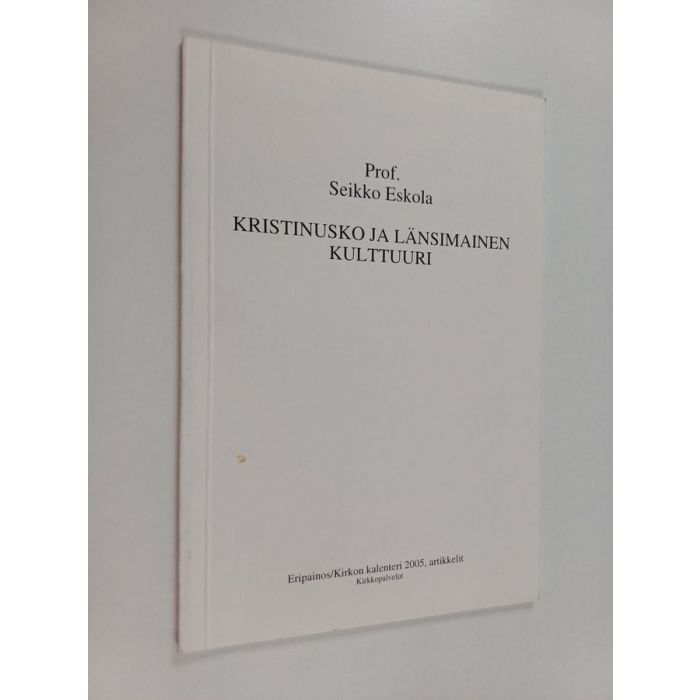 Prof.
Seikko Eskola
KRISTINUSKO JA LÄNSIMAINEN
KULTTUURI
Eripainos/Kirkon kalenteri 2005, artikkelit
Kirkkopalvelut